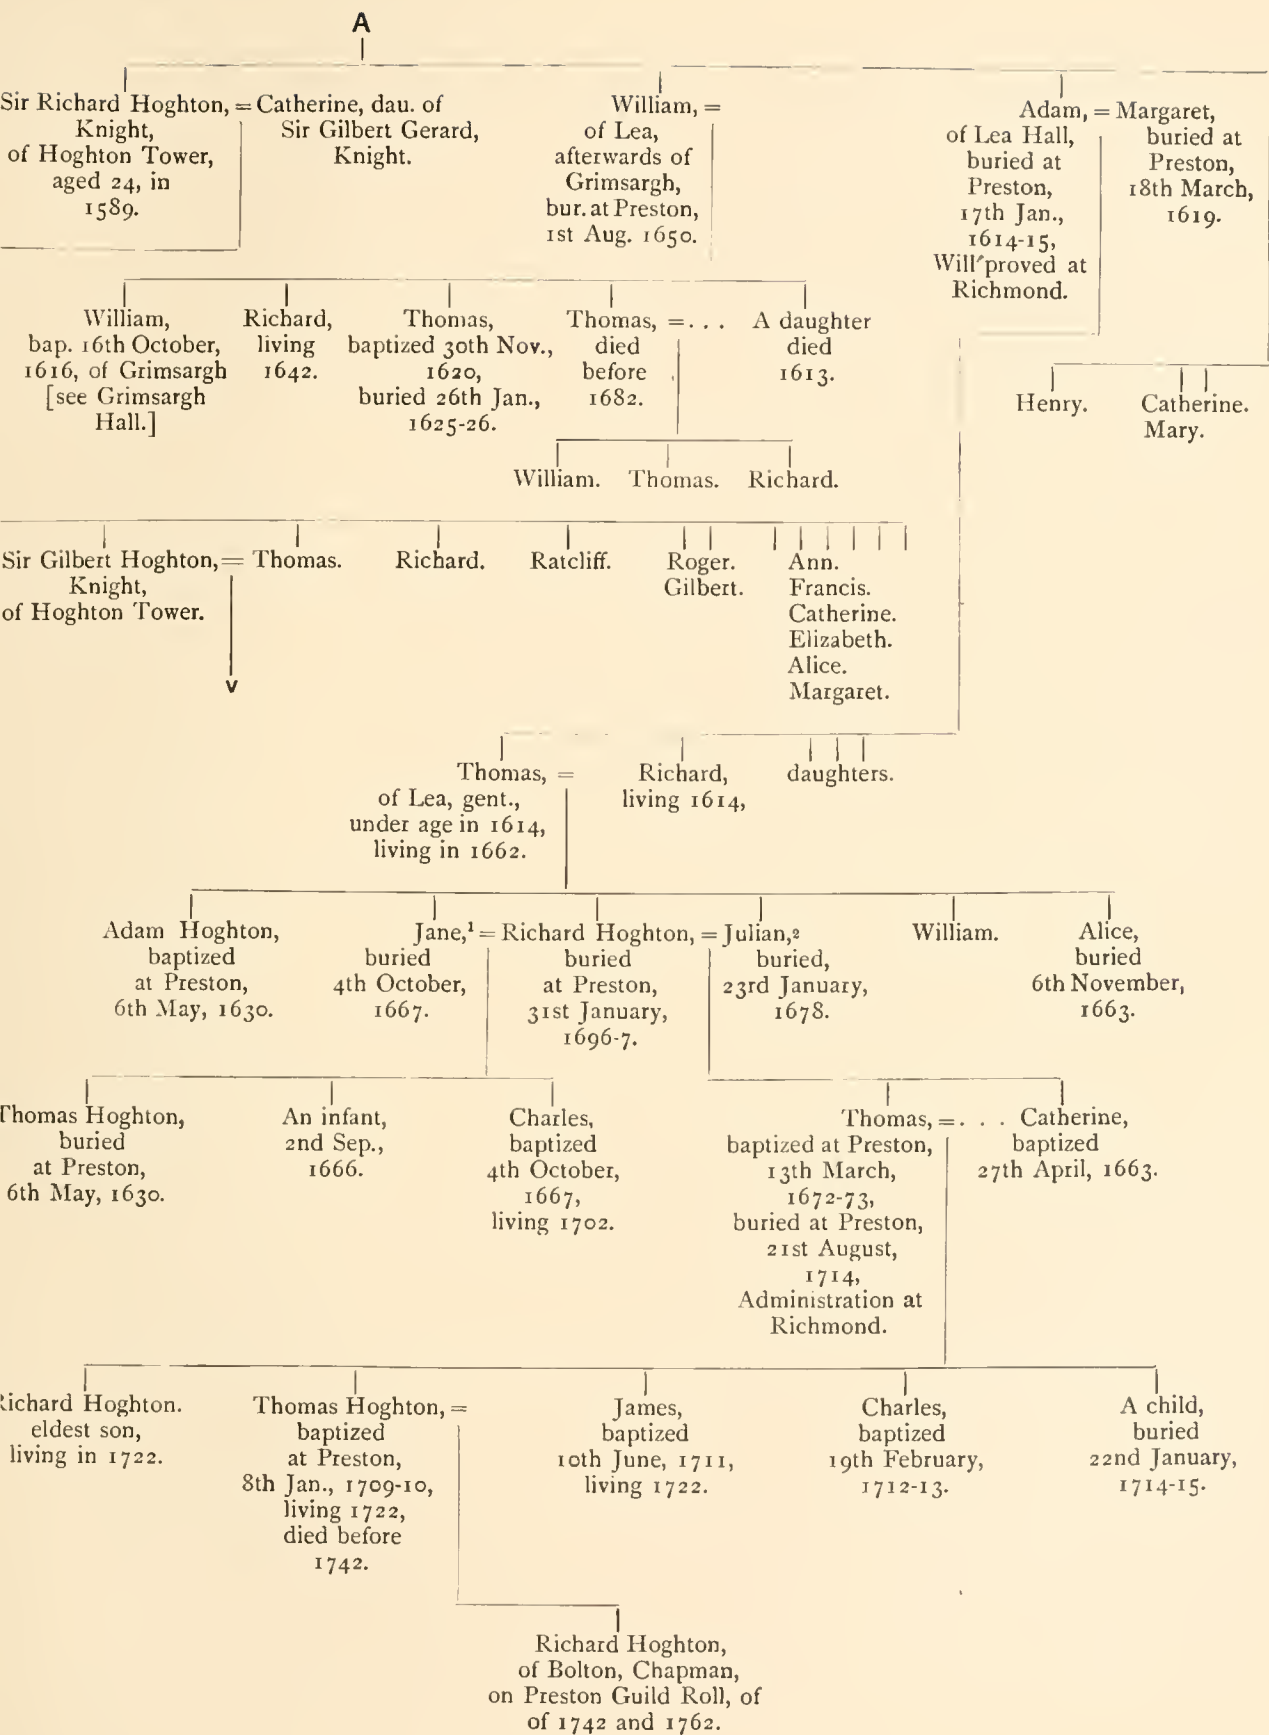 A
Sir Richard Hoghton, = Catherine, dau. of
Knight,
of Hoghton Tower,
aged 24, in
1589.
Sir Gilbert Gerard,
Knight.
William, =
of Lea,
afterwards of
Grimsargh,
bur. at Preston,
1st Aug. 1650.
Adam, = Margaret,
of Lea Hall,
buried at
Preston,
17th Jan.,
1614-15,
Will proved at
Richmond.
buried at
Preston,
18th March,
1619.
William,
bap. 16th October,
1616, of Grimsargh
[see Grimsargh
Hall.]
Richard,
living
1642.
Thomas,
baptized 30th Nov.,
1620,
buried 26th Jan.,
1625-26.
Thomas, = . . .
died
before
1682.
A daughter
died
1613.
Henry.
Catherine.
Mary.
William.
Thomas.
Richard.
Sir Gilbert Hoghton, =
Knight,
of Hoghton Tower.
v
Thomas.
Richard.
Ratcliff.
Roger.
Gilbert.
Ann.
Francis.
Catherine.
Elizabeth.
Alice.
Margaret.
Thomas, =
of Lea, gent.,
under age in 1614,
living in 1662.
Richard,
living 1614,
daughters.
Adam Hoghton,
baptized
at Preston,
6th May, 1630.
Jane,¹ = Richard Hoghton, = Julian,²
buried
4th October,
1667.
buried
at Preston,
31st January,
1696-7.
buried,
23rd January,
1678.
William.
Alice,
buried
6th November,
1663.
Thomas Hoghton,
buried
at Preston,
6th May, 1630.
An infant,
2nd Sep.,
1666.
Charles,
baptized
4th October,
1667,
living 1702.
Thomas, = . . .
baptized at Preston,
13th March,
1672-73,
buried at Preston,
21st August,
1714,
Administration at
Richmond.
Catherine,
baptized
27th April, 1663.
Richard Hoghton.
eldest son,
living in 1722.
Thomas Hoghton, =
baptized
at Preston,
8th Jan., 1709-10,
living 1722,
died before
1742.
James,
baptized
10th June, 1711,
living 1722.
Charles,
baptized
19th February,
1712-13.
A child,
buried
22nd January,
1714-15.
Richard Hoghton,
of Bolton, Chapman,
on Preston Guild Roll, of
of 1742 and 1762.